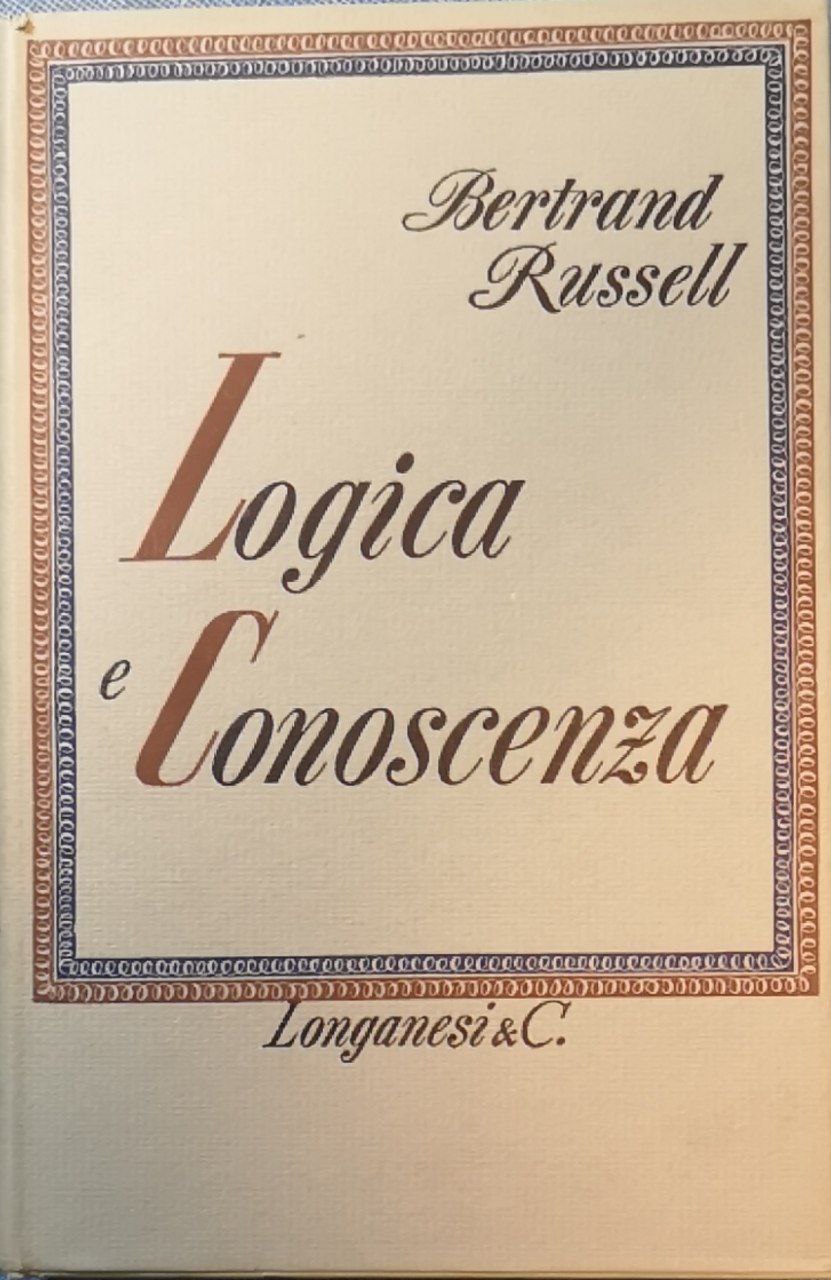 Bertrand
Russell
Logica
e Conoscenza
Longanesi & C.